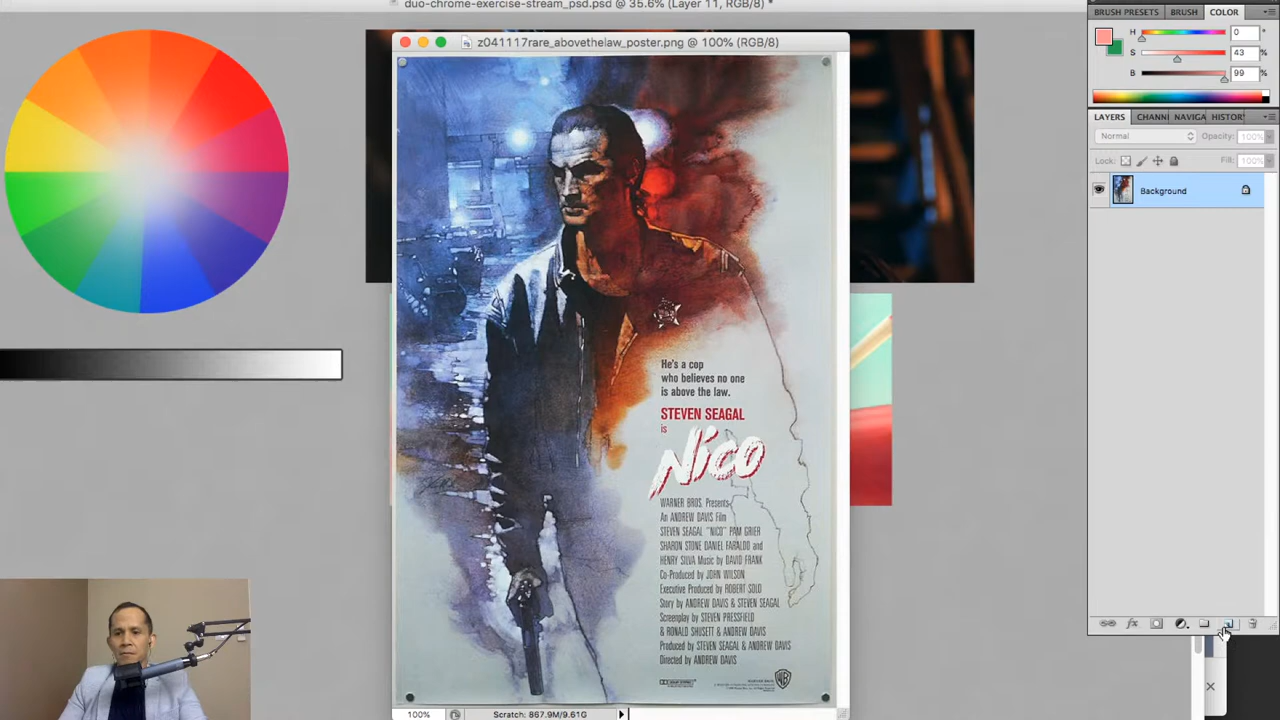 duo-chrome-exercise-stream_psd.psd @ 35.6% (Layer 11, RGB/8) *
BRUSH PRESETS BRUSH COLOR
z041117rare_abovethelaw_poster.png @ 100% (RGB/8)
H 0 °
S 43 %
B 99 %
LAYERS CHANN NAVIGA HISTOR
Normal Opacity: 100%
Lock: Fill: 100%
Background
He's a cop
who believes no one
is above the law.
STEVEN SEAGAL
is
Nico
WARNER BROS. Presents
An ANDREW DAVIS Film
STEVEN SEAGAL "NICO" PAM GRIER
SHARON STONE DANIEL FARALDO and
HENRY SILVA Music by DAVID FRANK
Co-Produced by JOHN WILSON
Executive Produced by ROBERT SOLO
Story by ANDREW DAVIS & STEVEN SEAGAL
Screenplay by STEVEN PRESSFIELD
& RONALD SHUSETT & ANDREW DAVIS
Produced by STEVEN SEAGAL & ANDREW DAVIS
Directed by ANDREW DAVIS
100% Scratch: 867.9M/9.61G